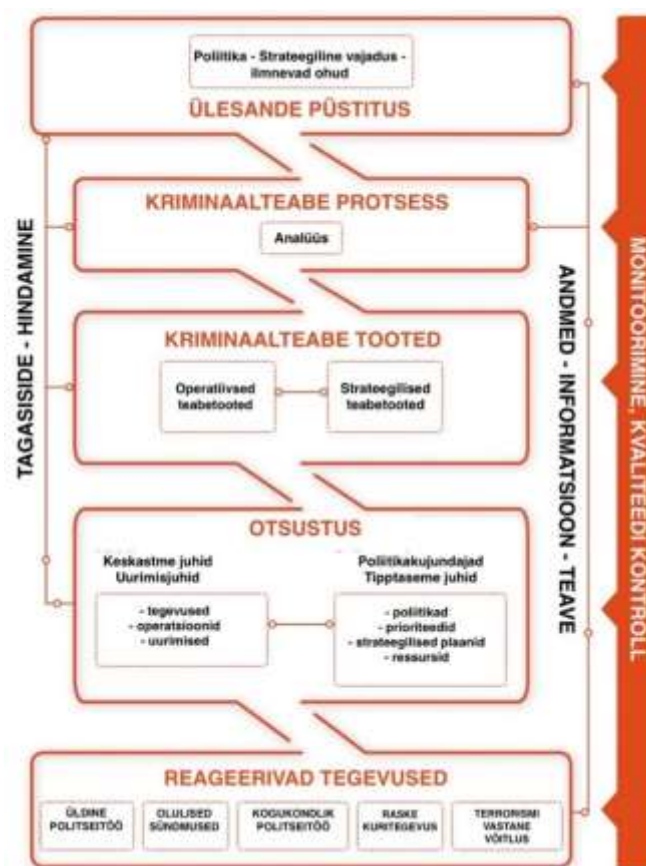 Poliitika - Strateegiline vajadus -
ilmnevad ohud
ÜLESANDE PÜSTITUS
KRIMINAALTEABE PROTSESS
Analüüs
KRIMINAALTEABE TOOTED
Operatiivsed
teabetooted
Strateegilised
teabetooted
OTSUSTUS
Keskastme juhid
Uurimisjuhid
- tegevused
- operatsioonid
- uurimised
Poliitikakujundajad
Tipptaseme juhid
- poliitikad
- prioriteedid
- strateegilised plaanid
- ressursid
REAGEERIVAD TEGEVUSED
ÜLDINE
POLITSEITÖÖ
OLULISED
SÜNDMUSED
KOGUKONDLIK
POLITSEITÖÖ
RASKE
KURITEGEVUS
TERRORISMI
VASTANE
VÕITLUS
TAGASISIDE - HINDAMINE
ANDMED - INFORMATSIOON - TEAVE
MONITOORIMINE, KVALITEEDI KONTROLL